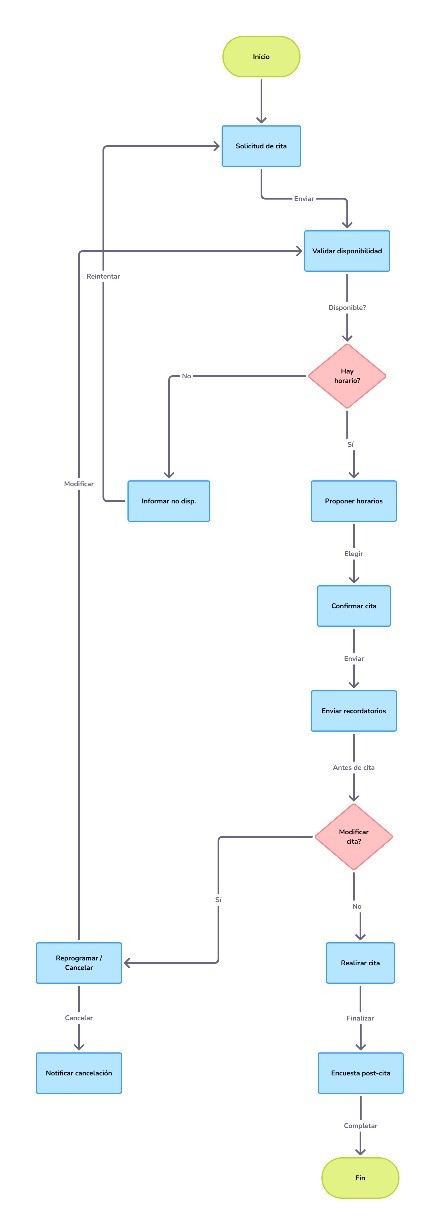 Inicio
Solicitud de cita
Enviar
Validar disponibilidad
Reintentar
Disponible?
Hay
horario?
No
Sí
Modificar
Informar no disp.
Proponer horarios
Elegir
Confirmar cita
Enviar
Enviar recordatorios
Antes de cita
Modificar
cita?
Sí
No
Reprogramar /
Cancelar
Realizar cita
Cancelar
Finalizar
Notificar cancelación
Encuesta post-cita
Completar
Fin